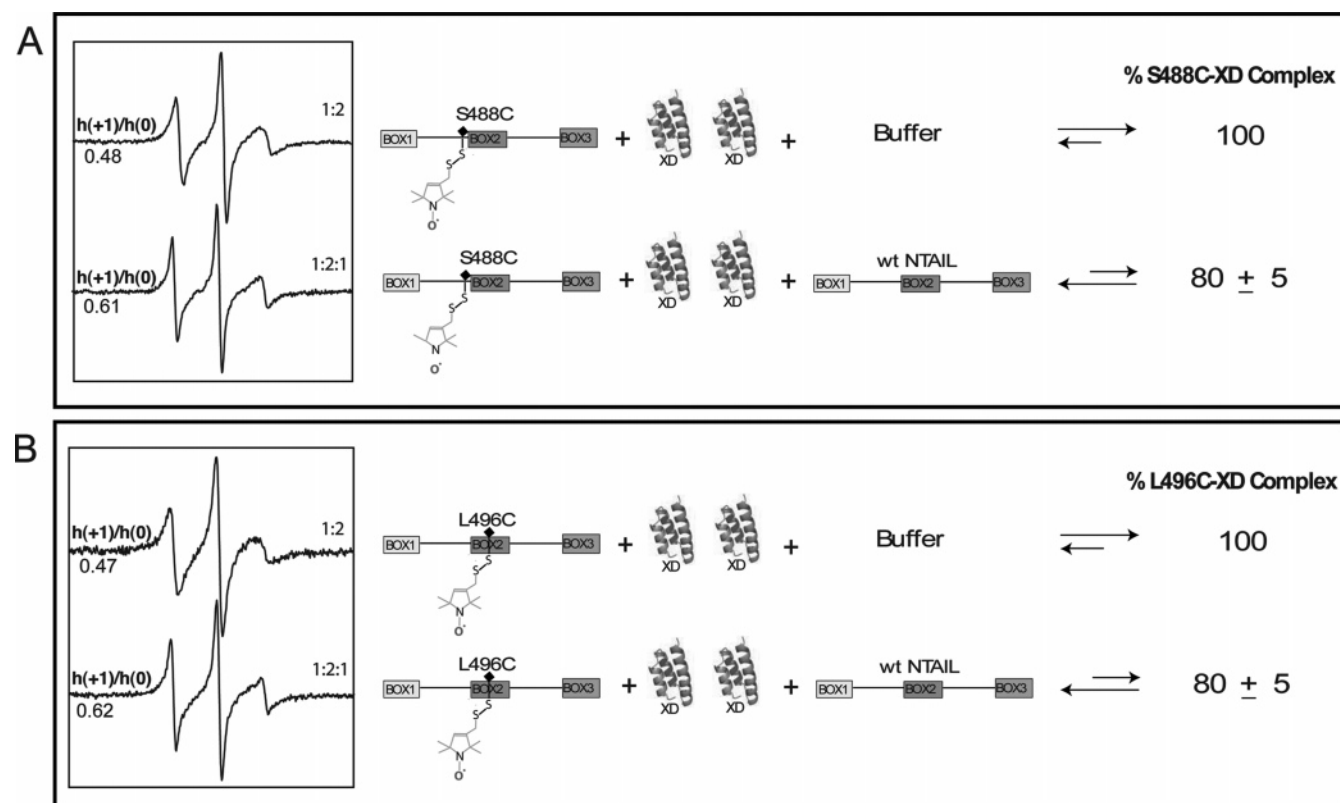 A
% S488C-XD Complex
1:2
h(+1)/h(0)
0.48
S488C
BOX1
BOX2
BOX3
S
S
N
O•
+
XD
XD
+
Buffer
100
1:2:1
h(+1)/h(0)
0.61
S488C
BOX1
BOX2
BOX3
S
S
N
O•
+
XD
XD
+
wt NTAIL
BOX1
BOX2
BOX3
80 ± 5
B
% L496C-XD Complex
1:2
h(+1)/h(0)
0.47
L496C
BOX1
BOX2
BOX3
S
S
N
O•
+
XD
XD
+
Buffer
100
1:2:1
h(+1)/h(0)
0.62
L496C
BOX1
BOX2
BOX3
S
S
N
O•
+
XD
XD
+
wt NTAIL
BOX1
BOX2
BOX3
80 ± 5